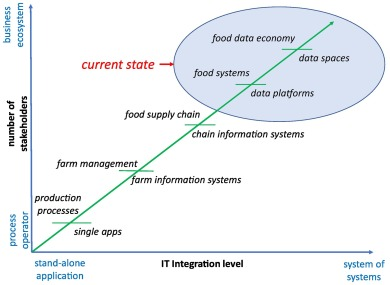 business
ecosystem
food data economy
data spaces
current state
food systems
data platforms
food supply chain
chain information systems
number of
stakeholders
farm management
farm information systems
production
processes
single apps
process
operator
stand-alone
application
IT Integration level
system of
systems